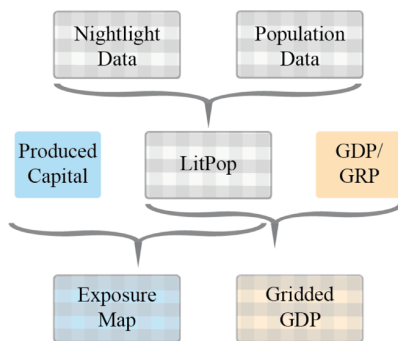 Nightlight
Data
Population
Data
Produced
Capital
LitPop
GDP/
GRP
Exposure
Map
Gridded
GDP